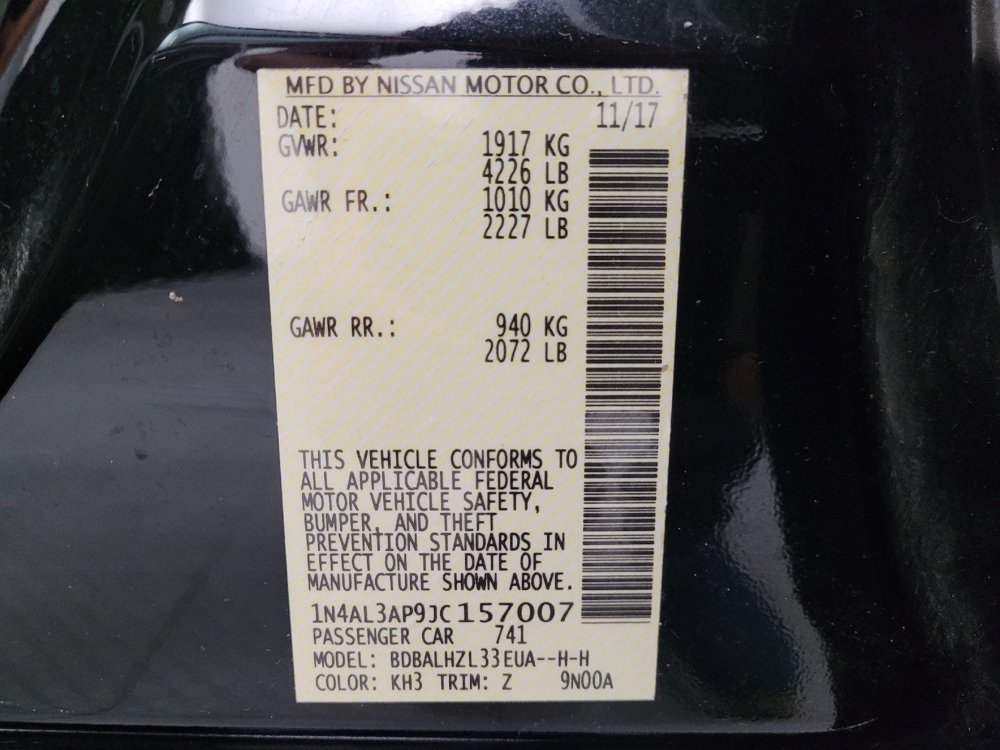 MFD BY NISSAN MOTOR CO., LTD.
DATE: 11/17
GVWR: 1917 KG
4226 LB
GAWR FR.: 1010 KG
2227 LB
GAWR RR.: 940 KG
2072 LB
THIS VEHICLE CONFORMS TO
ALL APPLICABLE FEDERAL
MOTOR VEHICLE SAFETY,
BUMPER, AND THEFT
PREVENTION STANDARDS IN
EFFECT ON THE DATE OF
MANUFACTURE SHOWN ABOVE.
1N4AL3AP9JC157007
PASSENGER CAR 741
MODEL: BDBALHZL33EUA--H-H
COLOR: KH3 TRIM: Z 9N00A